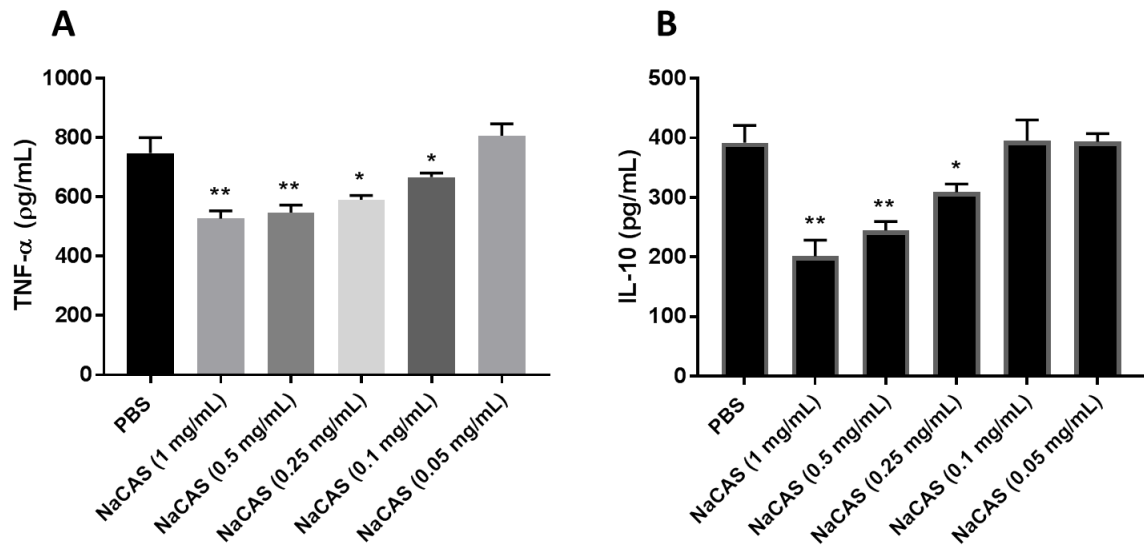 A
TNF-α (ρg/mL)
1000
800
600
400
200
0
**
**
*
*
PBS
NaCAS (1 mg/mL)
NaCAS (0.5 mg/mL)
NaCAS (0.25 mg/mL)
NaCAS (0.1 mg/mL)
NaCAS (0.05 mg/mL)
B
IL-10 (pg/mL)
500
400
300
200
100
0
**
**
*
PBS
NaCAS (1 mg/mL)
NaCAS (0.5 mg/mL)
NaCAS (0.25 mg/mL)
NaCAS (0.1 mg/mL)
NaCAS (0.05 mg/mL)